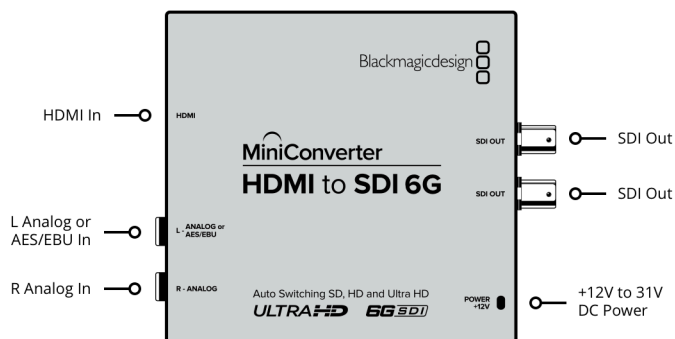 Blackmagicdesign
HDMI In
HDMI
MiniConverter
HDMI to SDI 6G
SDI OUT
SDI Out
SDI OUT
SDI Out
L Analog or
AES/EBU In
L - ANALOG or
AES/EBU
R Analog In
R - ANALOG
Auto Switching SD, HD and Ultra HD
ULTRAHD 6G SDI
POWER
+12V
+12V to 31V
DC Power